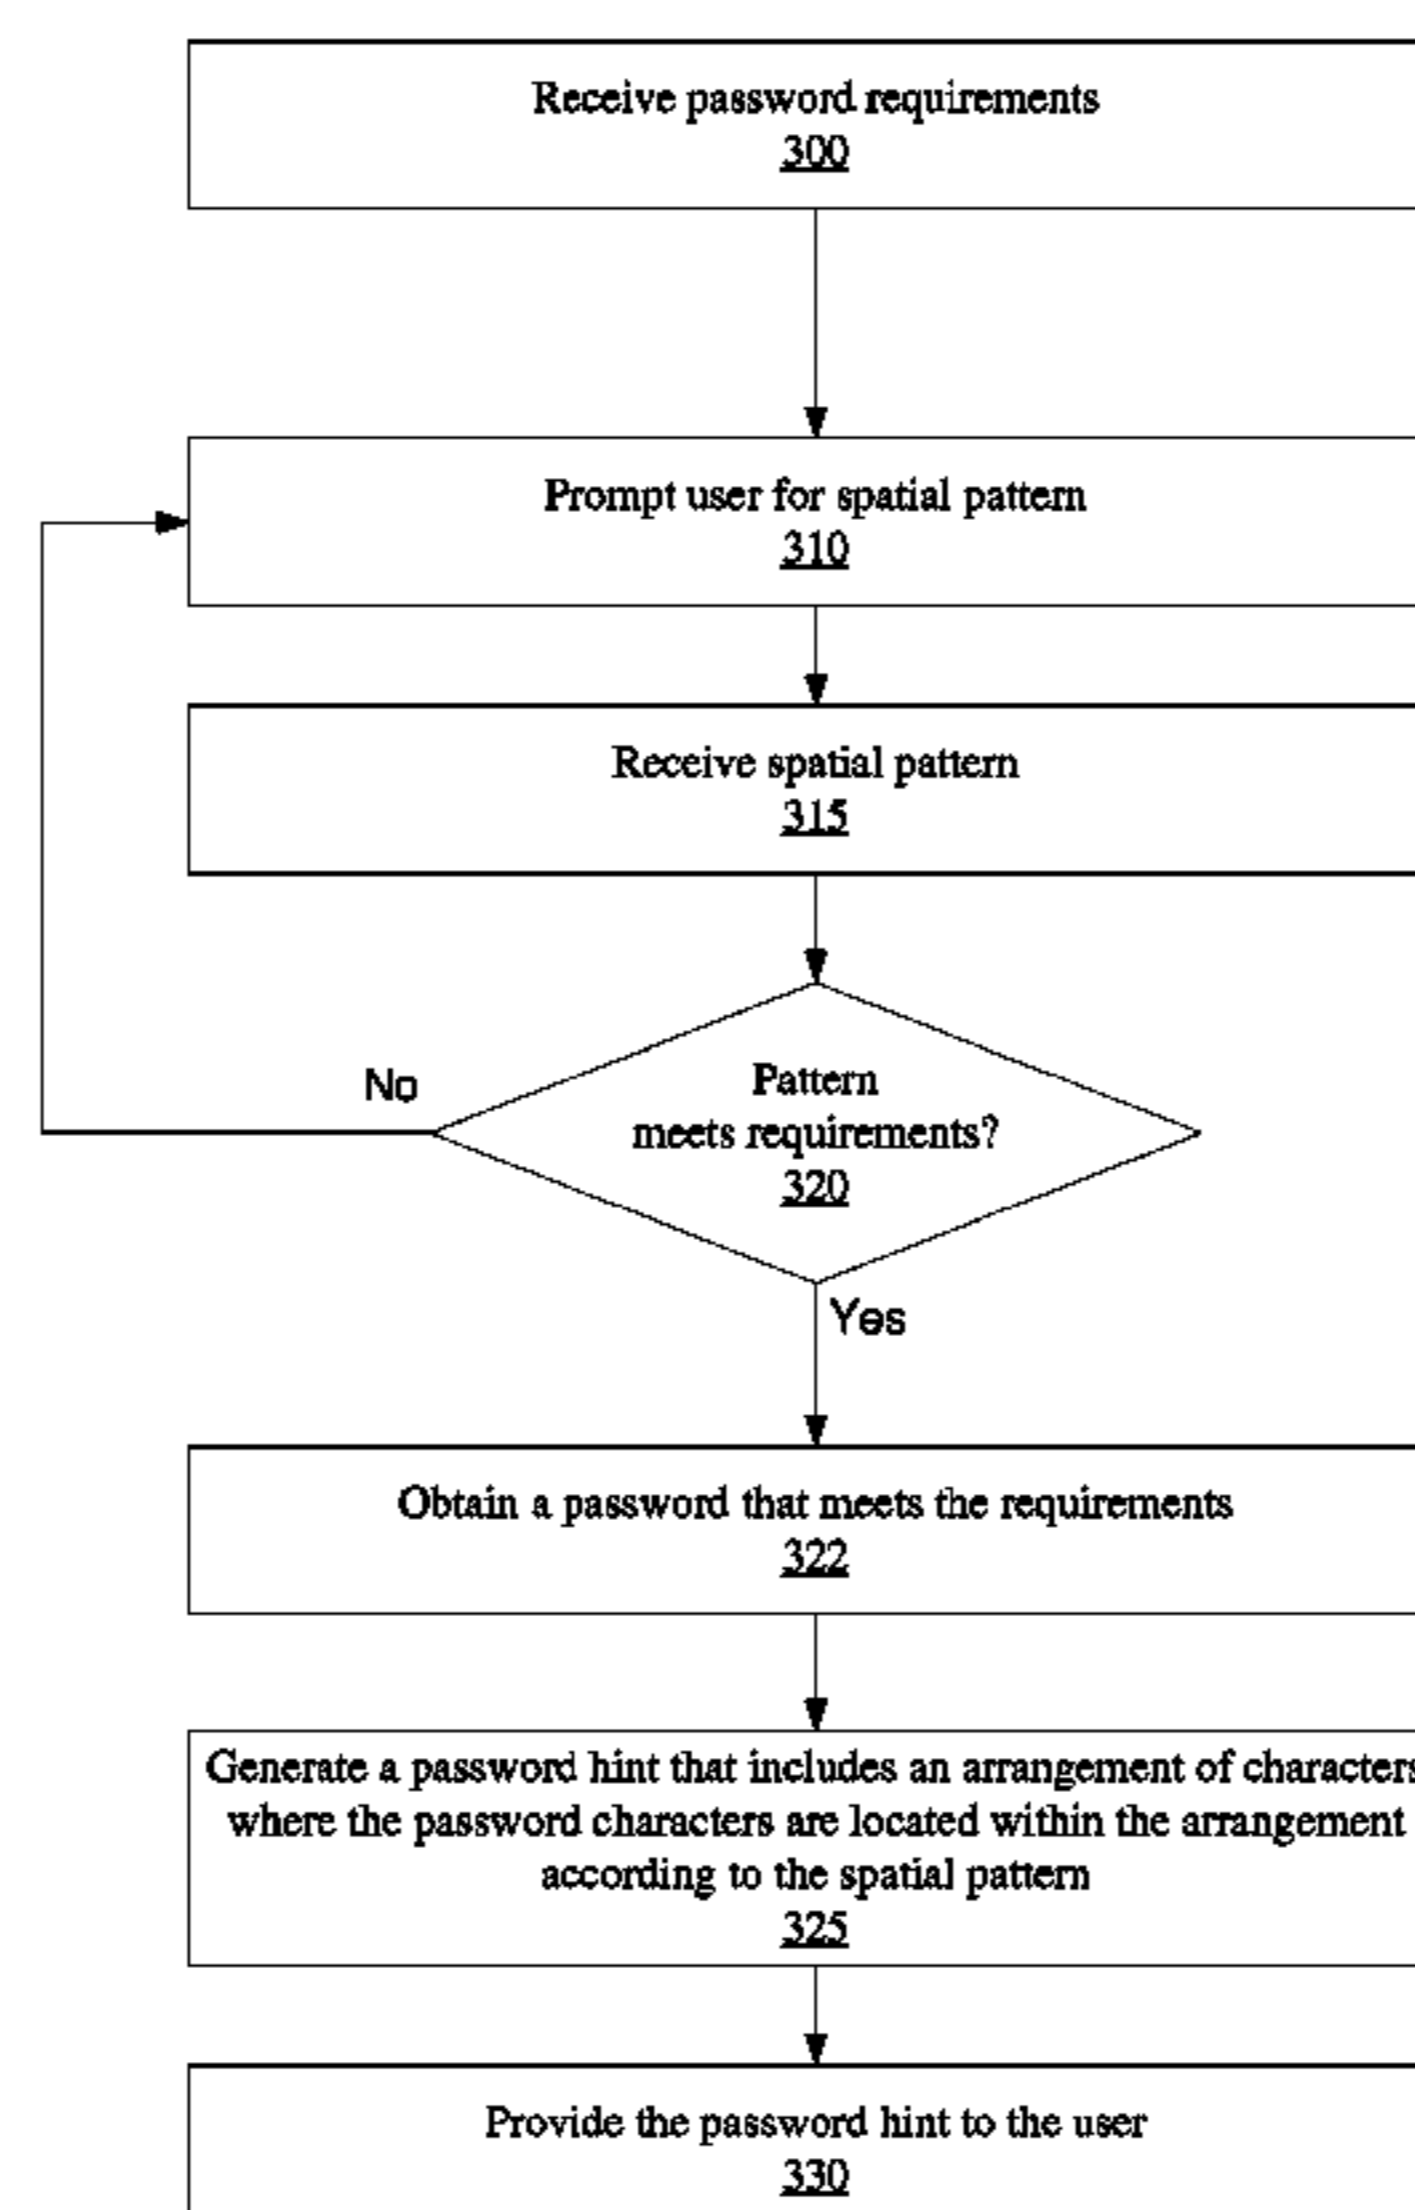 Receive password requirements
300
Prompt user for spatial pattern
310
Receive spatial pattern
315
Pattern
meets requirements?
320
No
Yes
Obtain a password that meets the requirements
322
Generate a password hint that includes an arrangement of characters
where the password characters are located within the arrangement
according to the spatial pattern
325
Provide the password hint to the user
330